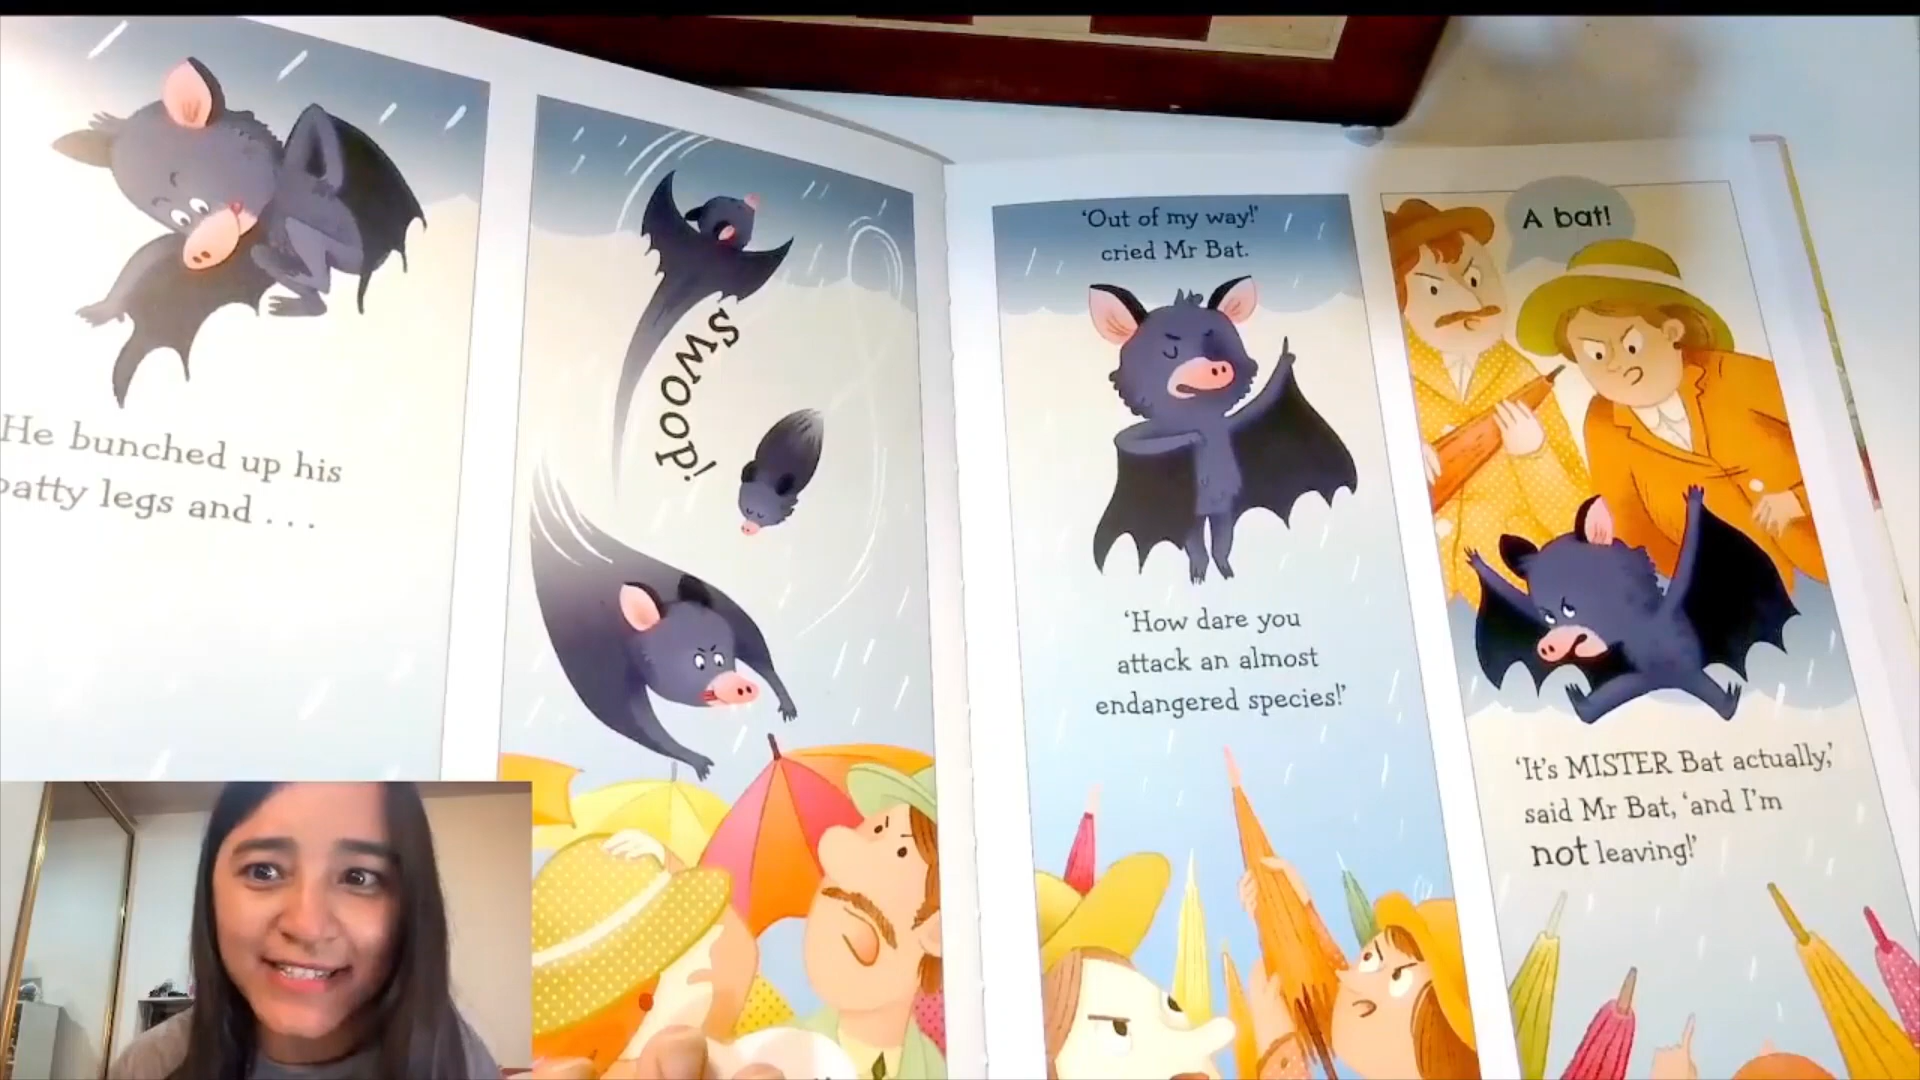 He bunched up his
batty legs and . . .
swoop!
'Out of my way!'
cried Mr Bat.
'How dare you
attack an almost
endangered species!'
A bat!
'It's MISTER Bat actually,'
said Mr Bat, 'and I'm
not leaving!'